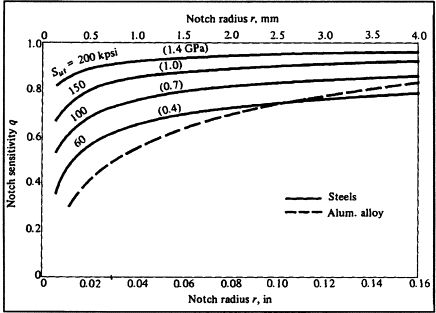 Notch radius r, mm
0 0.5 1.0 1.5 2.0 2.5 3.0 3.5 4.0
1.0
0.8
0.6
0.4
0.2
0
Notch sensitivity q
Sut = 200 kpsi
(1.4 GPa)
150
(1.0)
100
(0.7)
60
(0.4)
Steels
Alum. alloy
0 0.02 0.04 0.06 0.08 0.10 0.12 0.14 0.16
Notch radius r, in